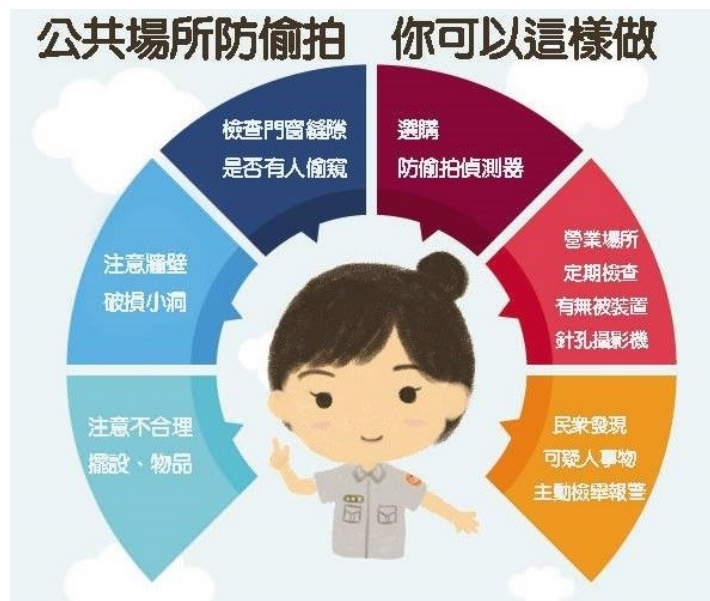 公共場所防偷拍 你可以這樣做
檢查門窗縫隙
是否有人偷窺
選購
防偷拍偵測器
注意牆壁
破損小洞
營業場所
定期檢查
有無被裝置
針孔攝影機
注意不合理
擺設、物品
民眾發現
可疑人事物
主動檢舉報警